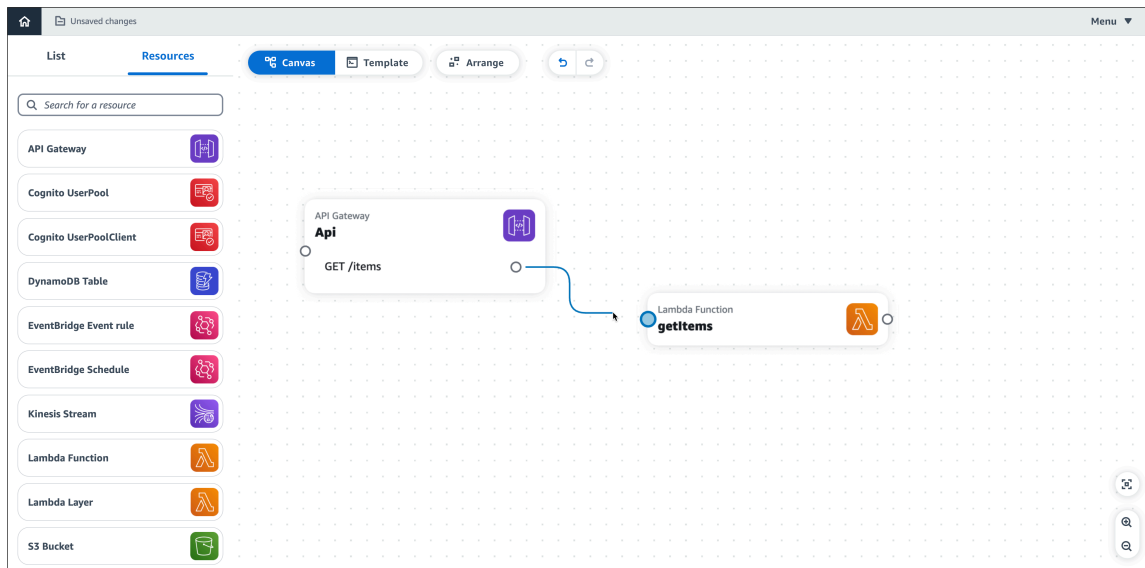 Unsaved changes
Menu ▼
List
Resources
Canvas
Template
Arrange
Search for a resource
API Gateway
Cognito UserPool
Cognito UserPoolClient
DynamoDB Table
EventBridge Event rule
EventBridge Schedule
Kinesis Stream
Lambda Function
Lambda Layer
S3 Bucket
API Gateway
Api
GET /items
Lambda Function
getItems